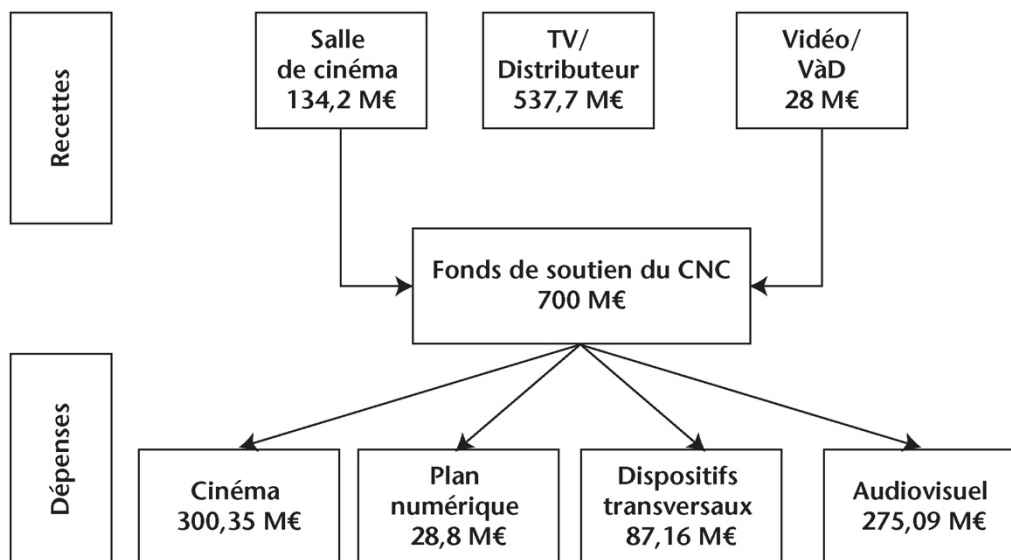 Recettes
Salle
de cinéma
134,2 M€
TV/
Distributeur
537,7 M€
Vidéo/
VàD
28 M€
Fonds de soutien du CNC
700 M€
Dépenses
Cinéma
300,35 M€
Plan
numérique
28,8 M€
Dispositifs
transversaux
87,16 M€
Audiovisuel
275,09 M€